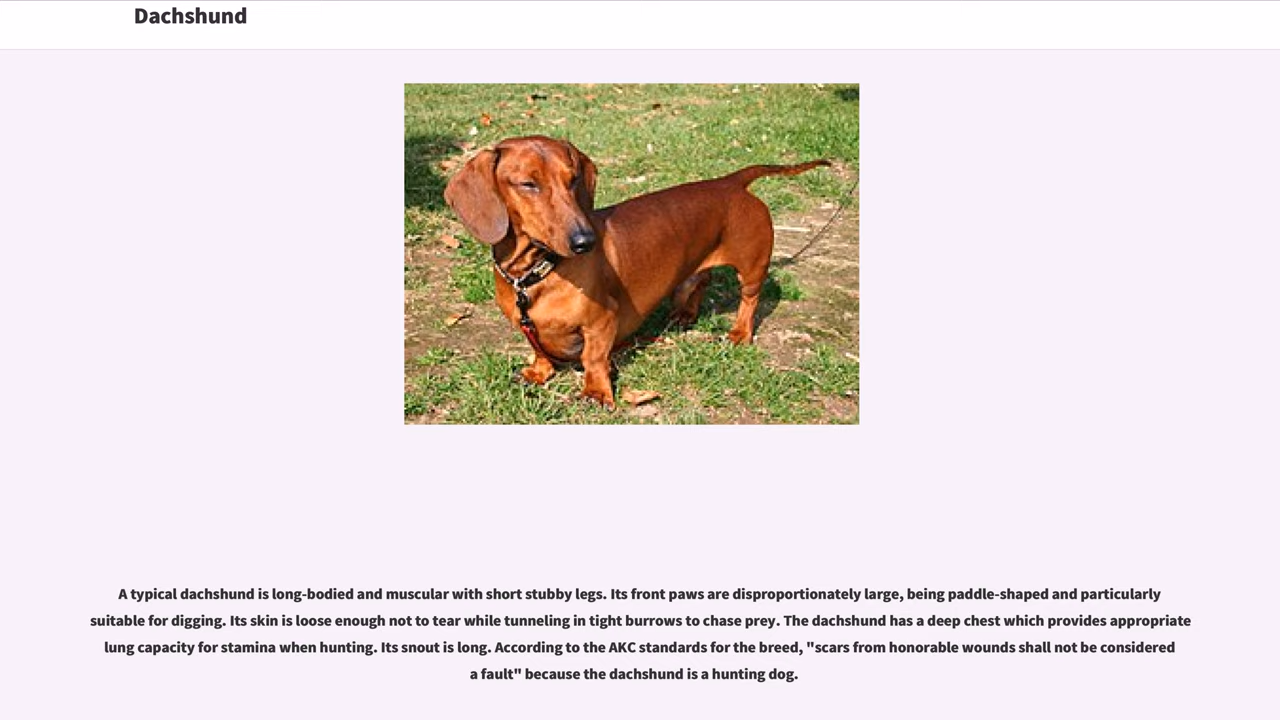 Dachshund
A typical dachshund is long-bodied and muscular with short stubby legs. Its front paws are disproportionately large, being paddle-shaped and particularly
suitable for digging. Its skin is loose enough not to tear while tunneling in tight burrows to chase prey. The dachshund has a deep chest which provides appropriate
lung capacity for stamina when hunting. Its snout is long. According to the AKC standards for the breed, "scars from honorable wounds shall not be considered
a fault" because the dachshund is a hunting dog.